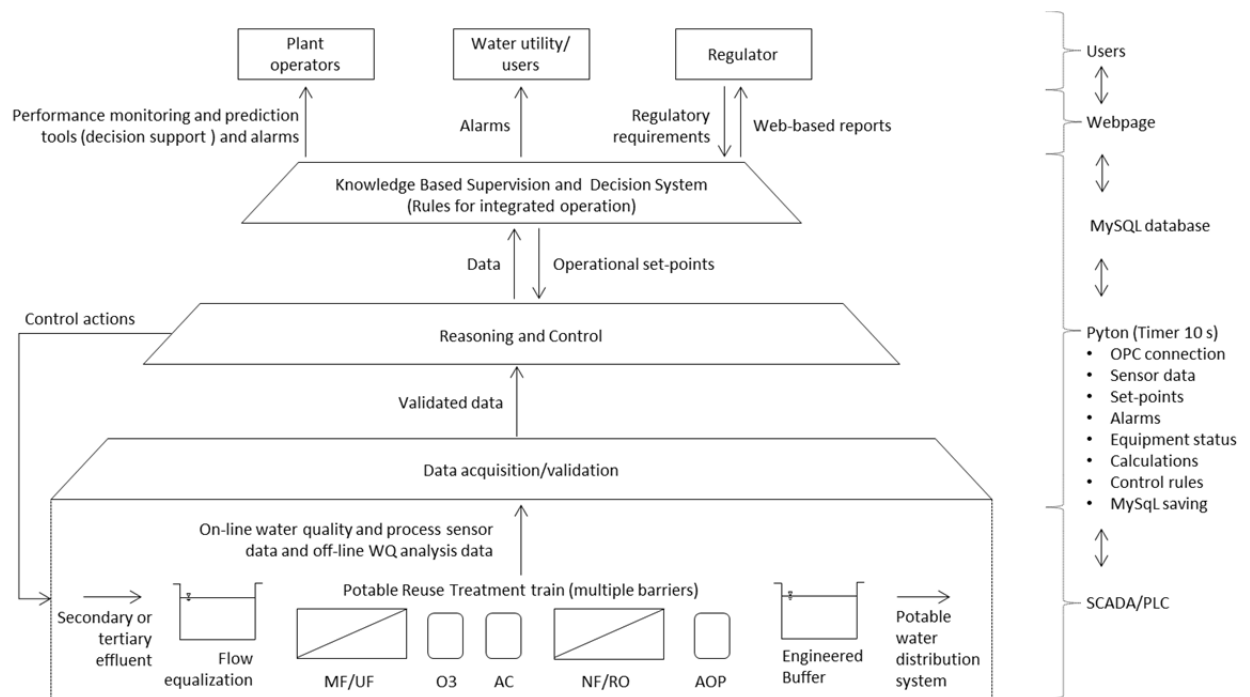 Plant
operators
Water utility/
users
Regulator
Performance monitoring and prediction
tools (decision support ) and alarms
Alarms
Regulatory
requirements
Web-based reports
Knowledge Based Supervision and Decision System
(Rules for integrated operation)
Data
Operational set-points
Control actions
Reasoning and Control
Validated data
Data acquisition/validation
On-line water quality and process sensor
data and off-line WQ analysis data
Potable Reuse Treatment train (multiple barriers)
Secondary or
tertiary
effluent
Flow
equalization
MF/UF
O3
AC
NF/RO
AOP
Engineered
Buffer
Potable
water
distribution
system
Users
Webpage
MySQL database
Pyton (Timer 10 s)
• OPC connection
• Sensor data
• Set-points
• Alarms
• Equipment status
• Calculations
• Control rules
• MySqL saving
SCADA/PLC